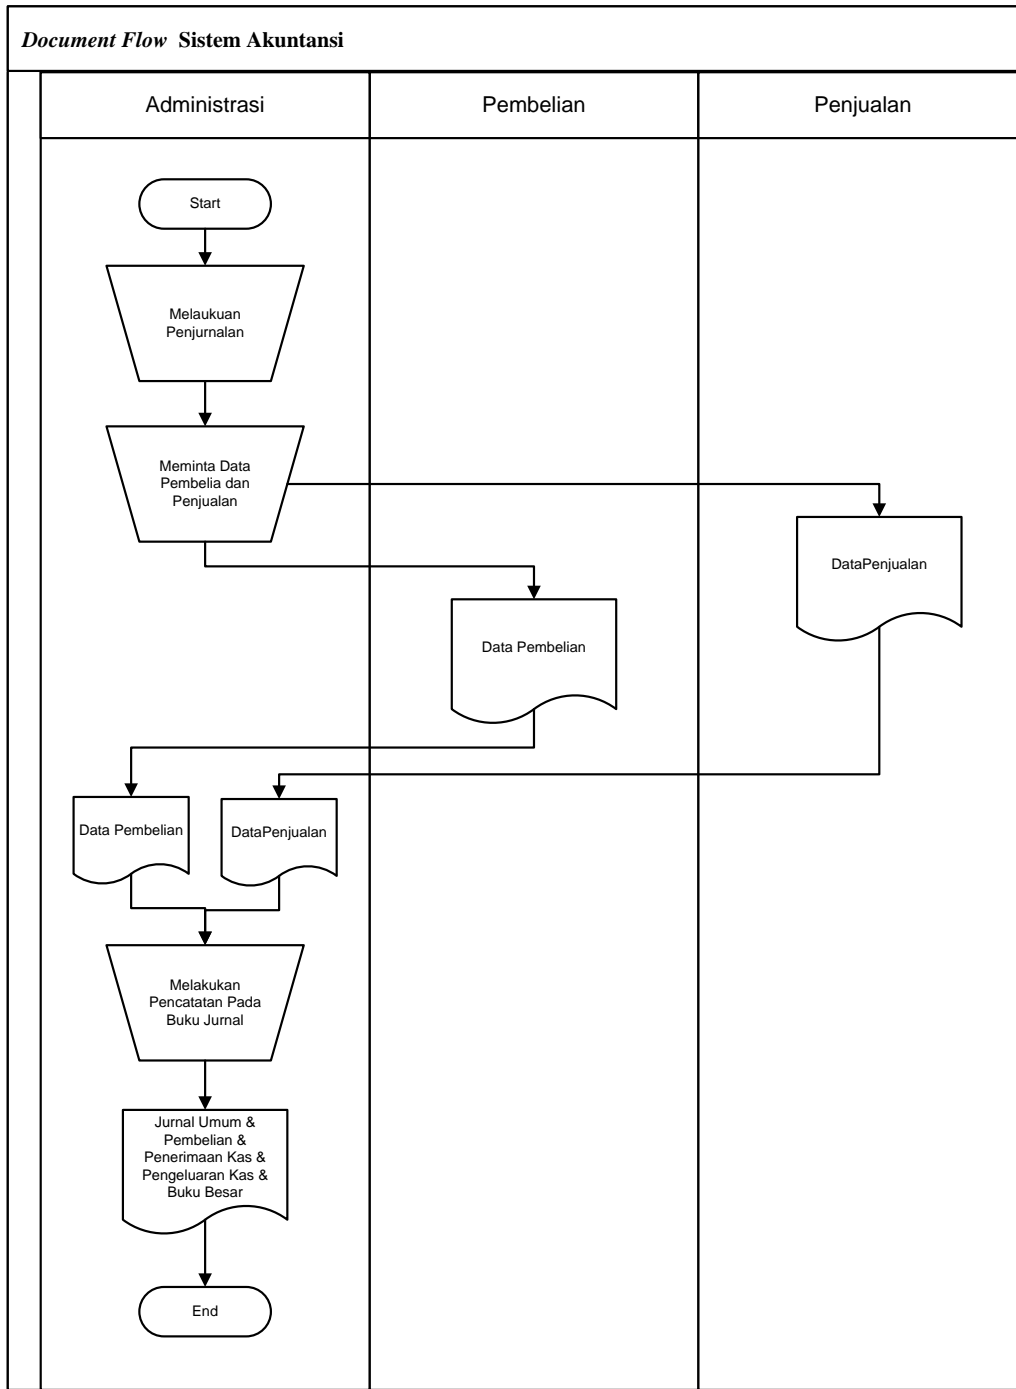 Document Flow Sistem Akuntansi
Administrasi
Pembelian
Penjualan
Start
Melaukuan
Penjurnalan
Meminta Data
Pembelia dan
Penjualan
DataPenjualan
Data Pembelian
Data Pembelian
DataPenjualan
Melakukan
Pencatatan Pada
Buku Jurnal
Jurnal Umum &
Pembelian &
Penerimaan Kas &
Pengeluaran Kas &
Buku Besar
End